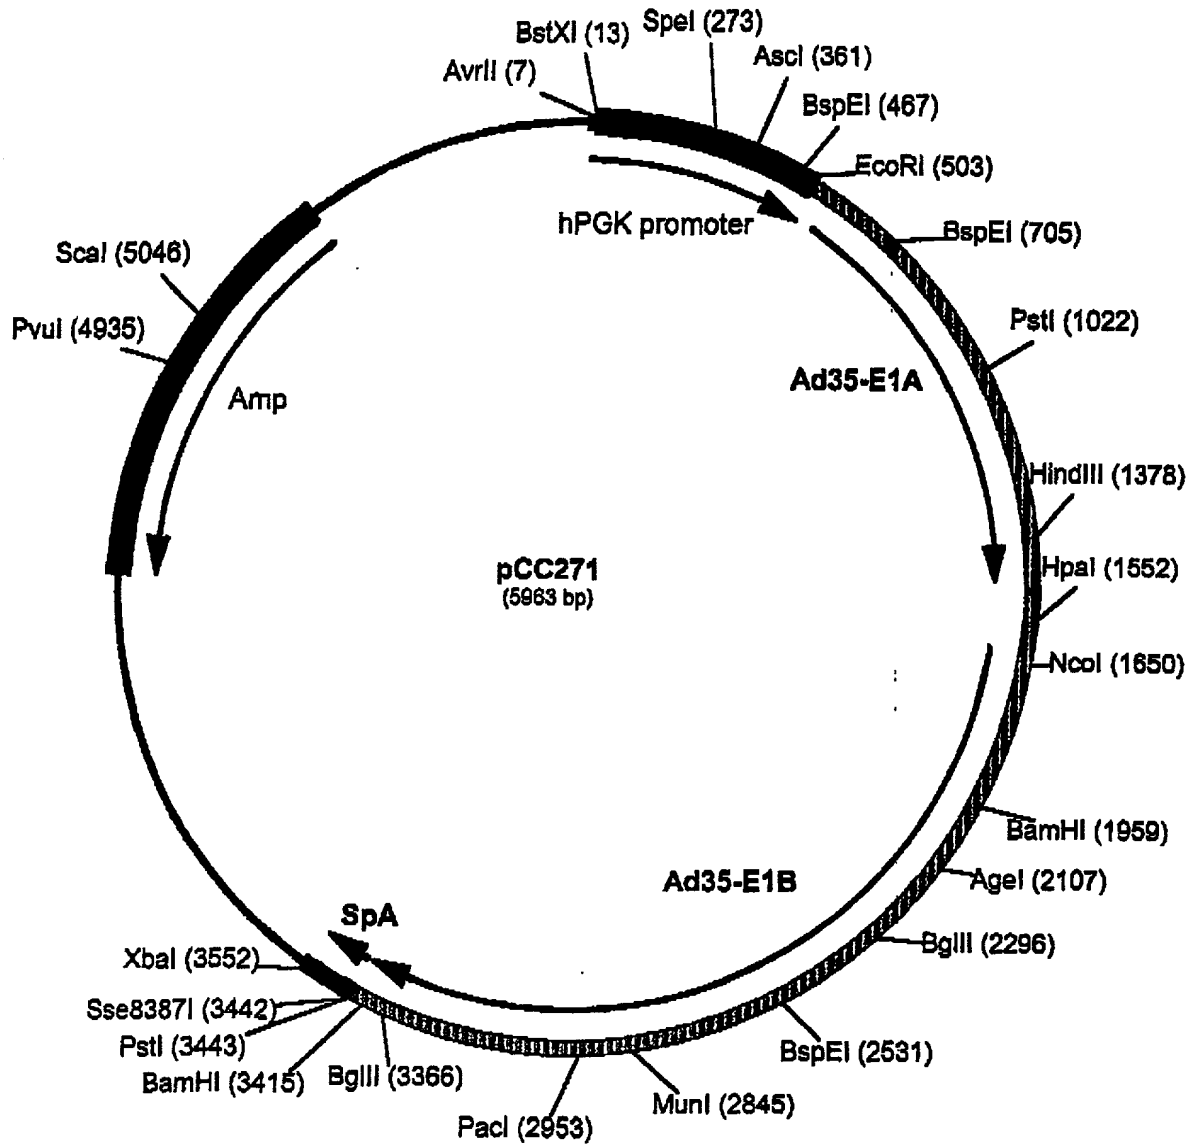 BstXI (13)
SpeI (273)
AscI (361)
AvrII (7)
BspEI (467)
EcoRI (503)
hPGK promoter
BspEI (705)
ScaI (5046)
PvuI (4935)
PstI (1022)
Ad35-E1A
Amp
HindIII (1378)
pCC271
(5963 bp)
HpaI (1552)
NcoI (1650)
BamHI (1959)
AgeI (2107)
Ad35-E1B
SpA
BglII (2296)
XbaI (3552)
Sse8387I (3442)
PstI (3443)
BamHI (3415)
BglII (3366)
BspEI (2531)
MunI (2845)
PacI (2953)